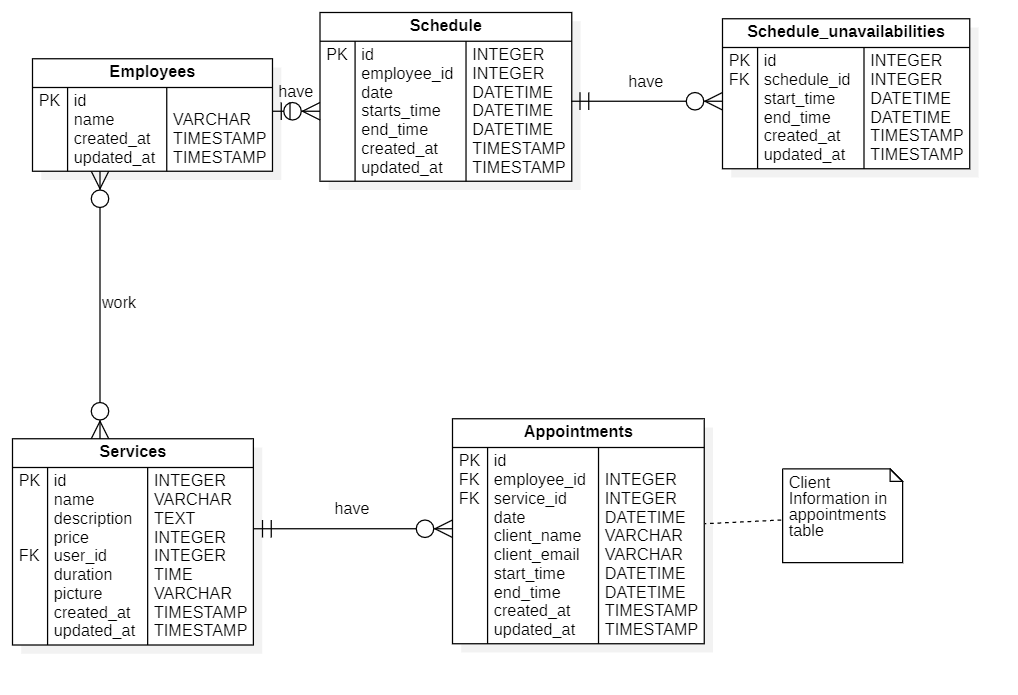 Employees
PK id
name VARCHAR
created_at TIMESTAMP
updated_at TIMESTAMP
have
Schedule
PK id INTEGER
employee_id INTEGER
date DATETIME
starts_time DATETIME
end_time DATETIME
created_at TIMESTAMP
updated_at TIMESTAMP
have
Schedule_unavailabilities
PK id INTEGER
FK schedule_id INTEGER
start_time DATETIME
end_time DATETIME
created_at TIMESTAMP
updated_at TIMESTAMP
work
Services
PK id INTEGER
name VARCHAR
description TEXT
price INTEGER
FK user_id INTEGER
duration TIME
picture VARCHAR
created_at TIMESTAMP
updated_at TIMESTAMP
have
Appointments
PK id
FK employee_id INTEGER
FK service_id INTEGER
date DATETIME
client_name VARCHAR
client_email VARCHAR
start_time DATETIME
end_time DATETIME
created_at TIMESTAMP
updated_at TIMESTAMP
Client
Information in
appointments
table